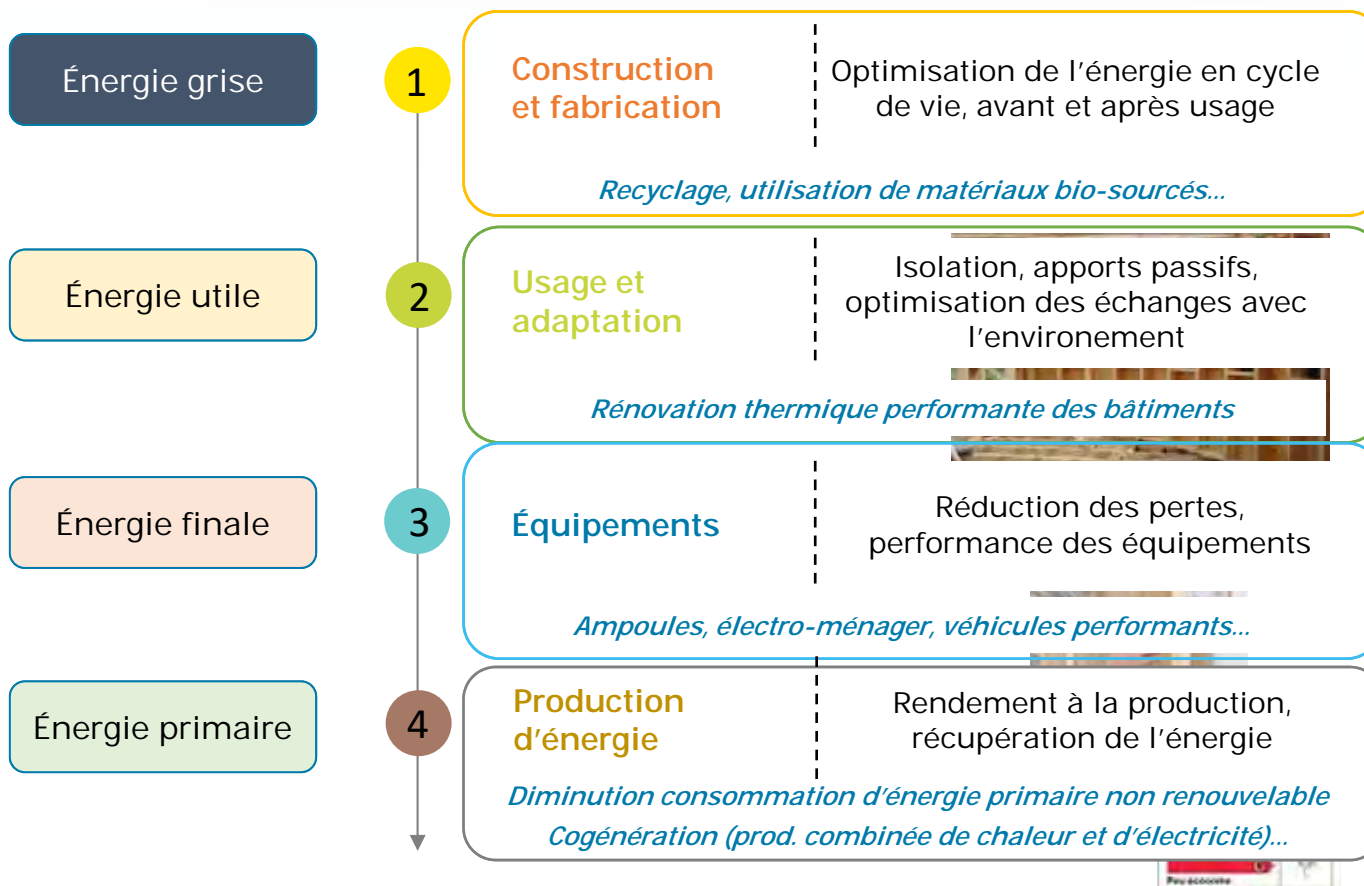 Énergie grise
1
Construction
et fabrication
Optimisation de l'énergie en cycle
de vie, avant et après usage
Recyclage, utilisation de matériaux bio-sourcés...
Énergie utile
2
Usage et
adaptation
Isolation, apports passifs,
optimisation des échanges avec
l'environement
Rénovation thermique performante des bâtiments
Énergie finale
3
Équipements
Réduction des pertes,
performance des équipements
Ampoules, électro-ménager, véhicules performants...
Énergie primaire
4
Production
d'énergie
Rendement à la production,
récupération de l'énergie
Diminution consommation d'énergie primaire non renouvelable
Cogénération (prod. combinée de chaleur et d'électricité)...
Peu économe